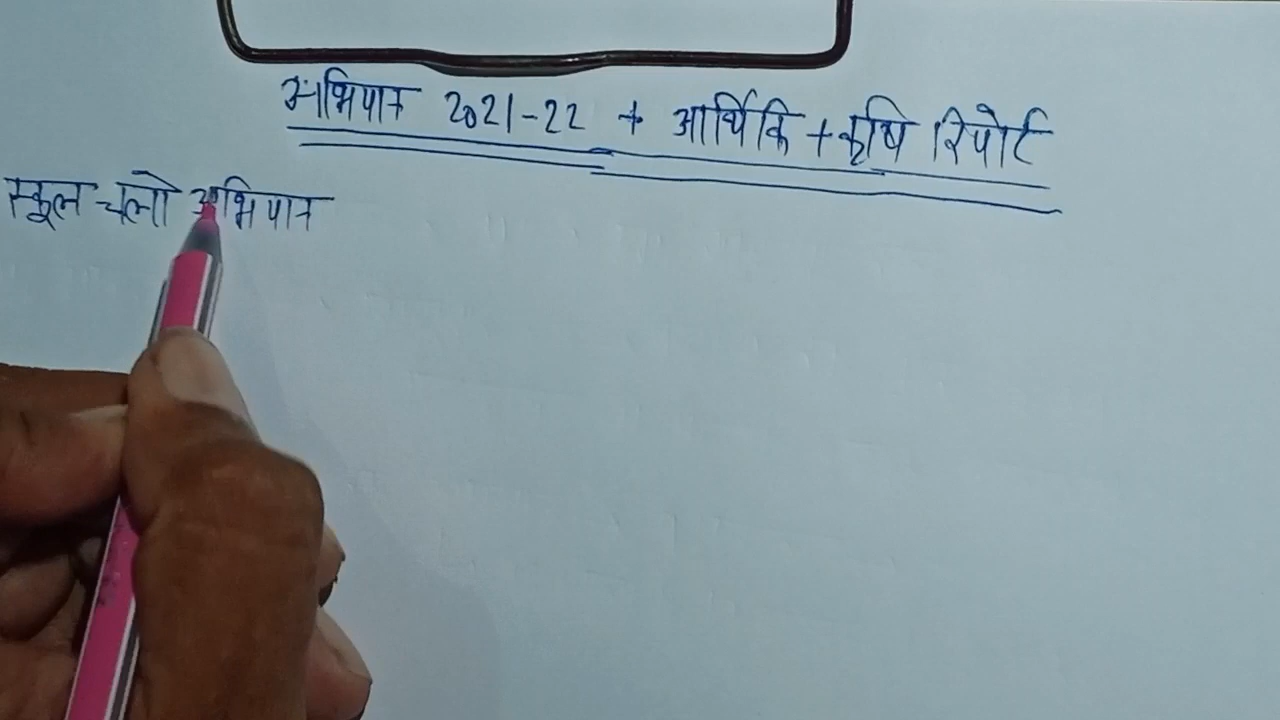 अभियान 2021-22 + आर्थिकि + कृषि रिपोर्ट
स्कूल चलो अभियान